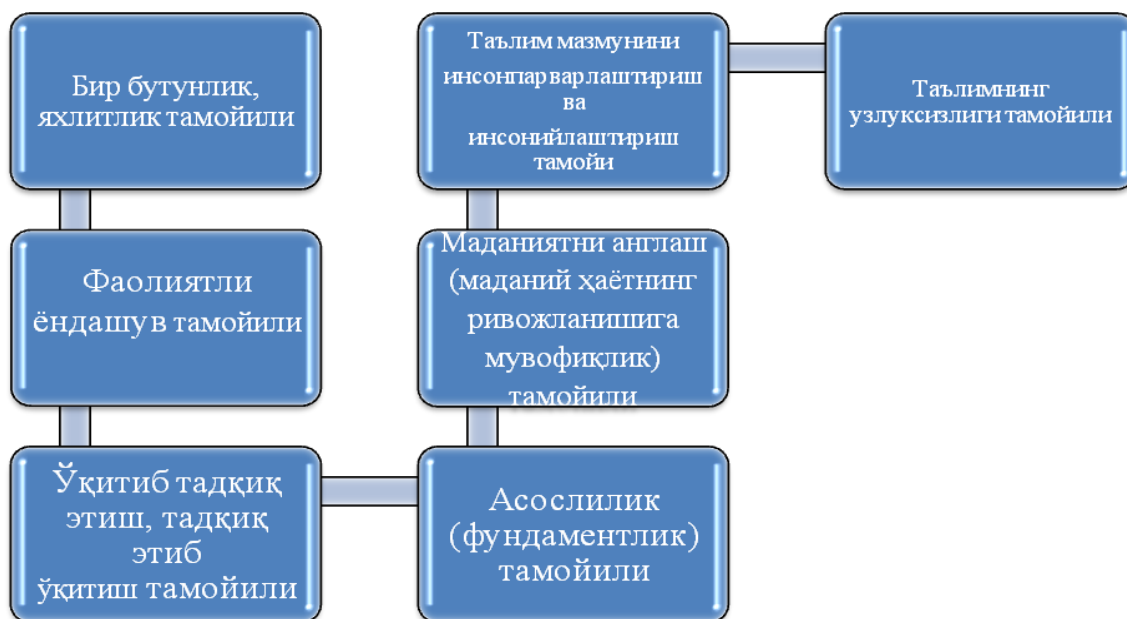 Бир бутунлик,
яхлитлик тамойили
Фаолиятли
ёндашув тамойили
Ўқитиб тадқиқ
этиш, тадқиқ
этиб
ўқитиш тамойили
Асослилик
(фундаментлик)
тамойили
Маданиятни англаш
(маданий ҳаётнинг
ривожланишига
мувофиқлик)
тамойили
Таълим мазмунини
инсонпарварлаштириш
ва
инсонийлаштириш
тамойи
Таълимнинг
узлуксизлиги тамойили